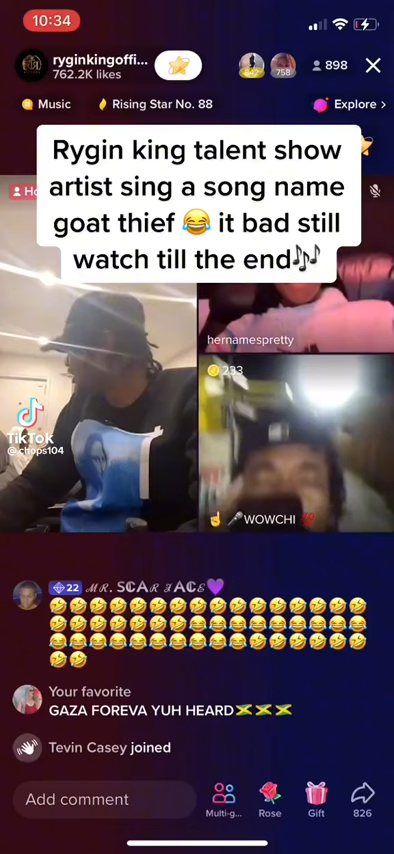 10:34
ryginkingoffi...
762.2K likes
758
898
Music
Rising Star No. 88
Explore >
Rygin king talent show
artist sing a song name
goat thief 😂 it bad still
watch till the end🎶
Ho
hernamespretty
233
TikTok
@chops104
☝️ 🎤WOWCHI 💯
22 𝓜𝓡. SCAR 𝓕ACE💜
🤣🤣🤣🤣🤣🤣🤣🤣🤣🤣🤣🤣🤣🤣🤣🤣
🤣🤣🤣🤣🤣🤣🤣😂😂😂😂😂😂😂😂😂
😂😂😂😂😂😂😂😂😂😂🤣🤣🤣🤣🤣🤣
🤣🤣
Your favorite
GAZA FOREVA YUH HEARD🇯🇲🇯🇲🇯🇲
Tevin Casey joined
Add comment
Multi-g...
Rose
Gift
826